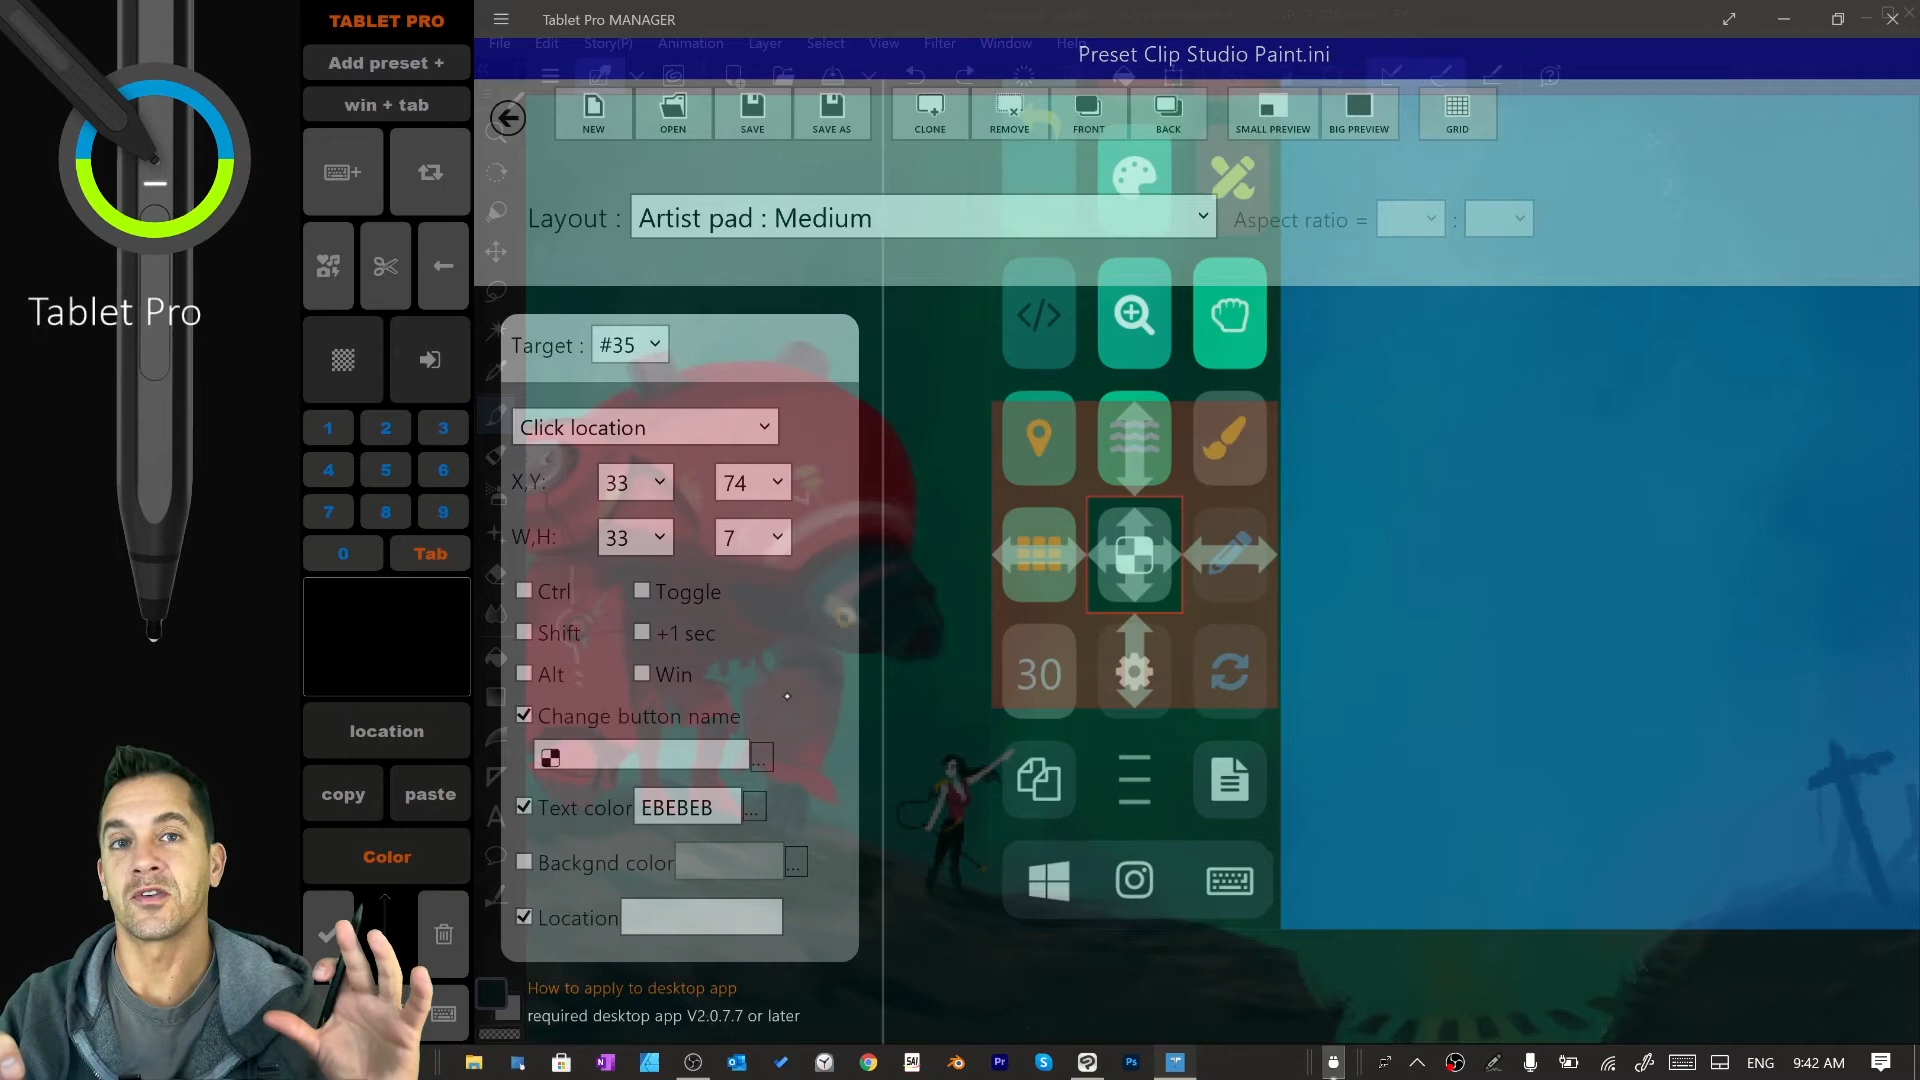 TABLET PRO
Add preset +
win + tab
1 2 3
4 5 6
7 8 9
0 Tab
location
copy paste
Color
Tablet Pro
Tablet Pro MANAGER
File Edit Story(P) Animation Layer Select View Filter Window Help
Preset Clip Studio Paint.ini
NEW OPEN SAVE SAVE AS CLONE REMOVE FRONT BACK SMALL PREVIEW BIG PREVIEW GRID
Layout : Artist pad : Medium Aspect ratio = :
Target : #35
Click location
X,Y: 33 74
W,H: 33 7
Ctrl Toggle
Shift +1 sec
Alt Win
Change button name
...
Text color EBEBEB ...
Backgnd color ...
Location
30
How to apply to desktop app
required desktop app V2.0.7.7 or later
ENG 9:42 AM